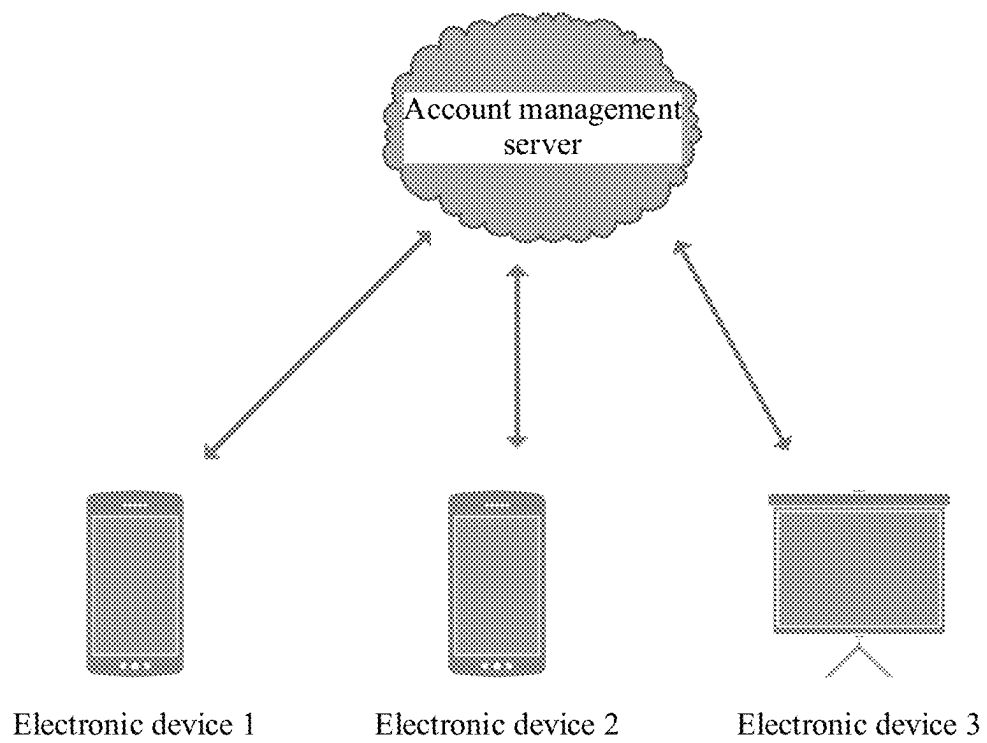 Account management
server
Electronic device 1
Electronic device 2
Electronic device 3